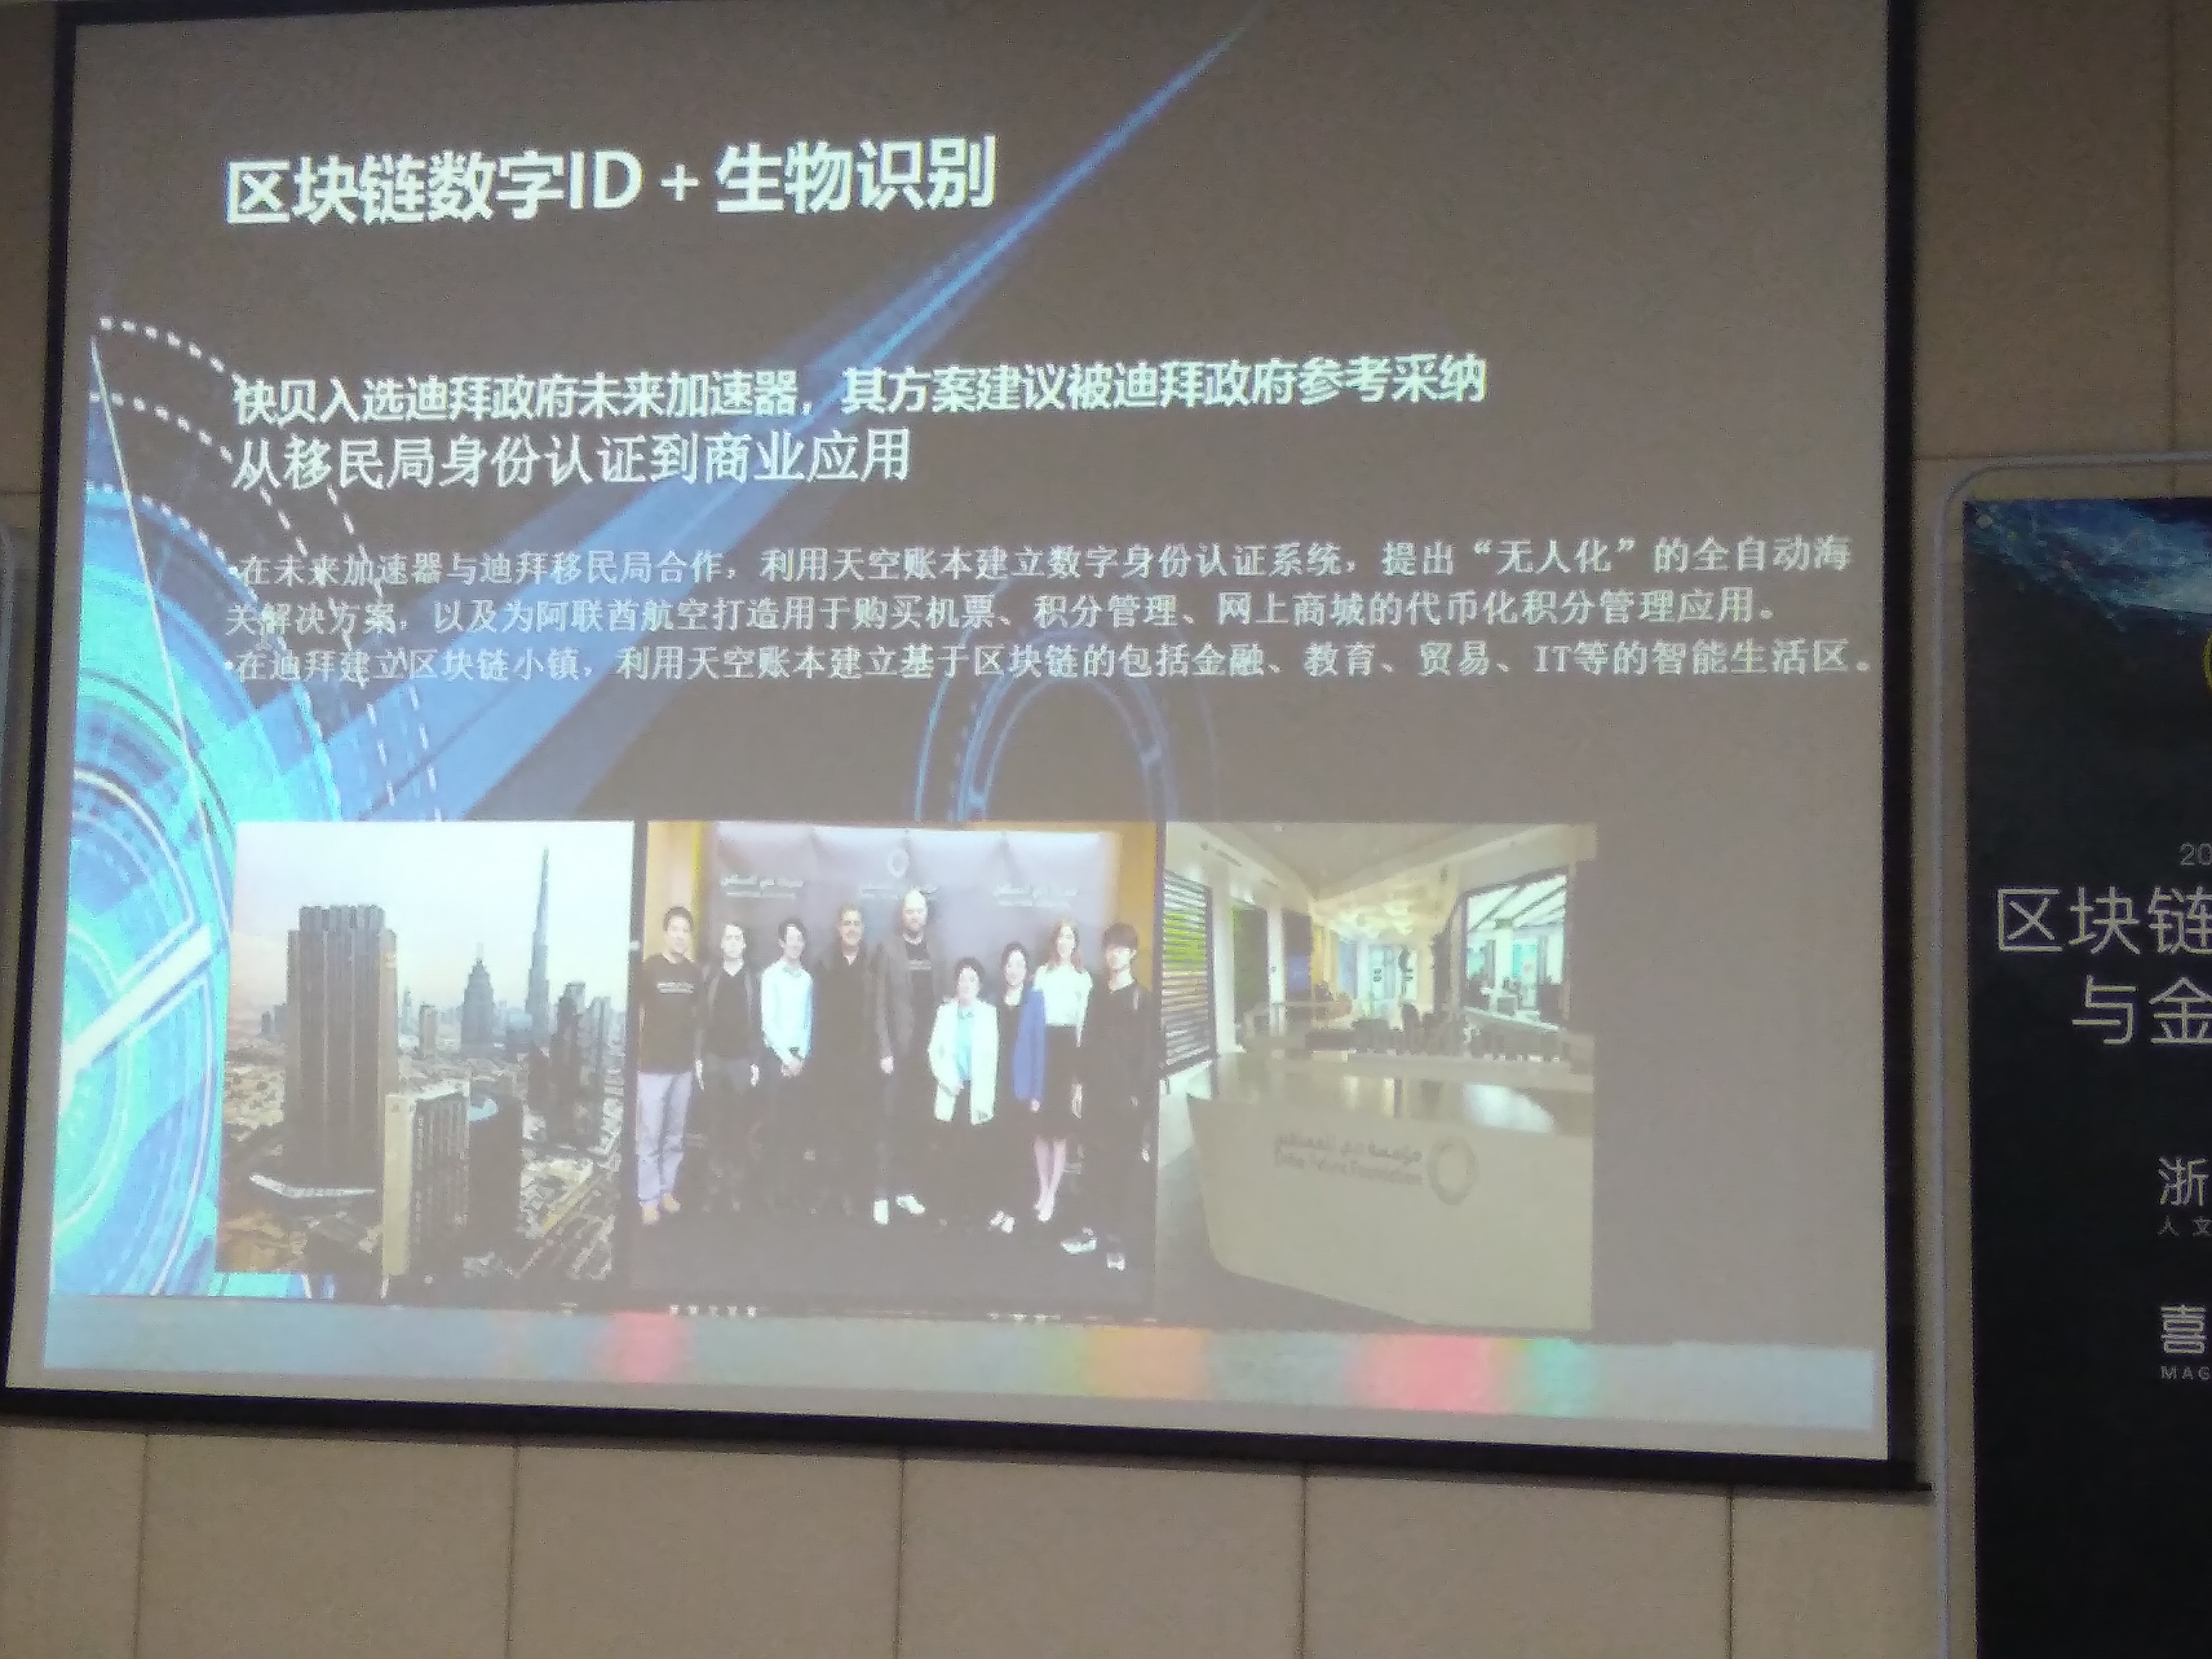 区块链数字ID + 生物识别
快贝入选迪拜政府未来加速器，其方案建议被迪拜政府参考采纳
从移民局身份认证到商业应用
•在未来加速器与迪拜移民局合作，利用天空账本建立数字身份认证系统，提出“无人化”的全自动海
关解决方案，以及为阿联酋航空打造用于购买机票、积分管理、网上商城的代币化积分管理应用。
•在迪拜建立区块链小镇，利用天空账本建立基于区块链的包括金融、教育、贸易、IT等的智能生活区。
مؤسسة دبي للمستقبل
Dubai Future Foundation
20
区块链
与金
浙
人 文
喜
MAG